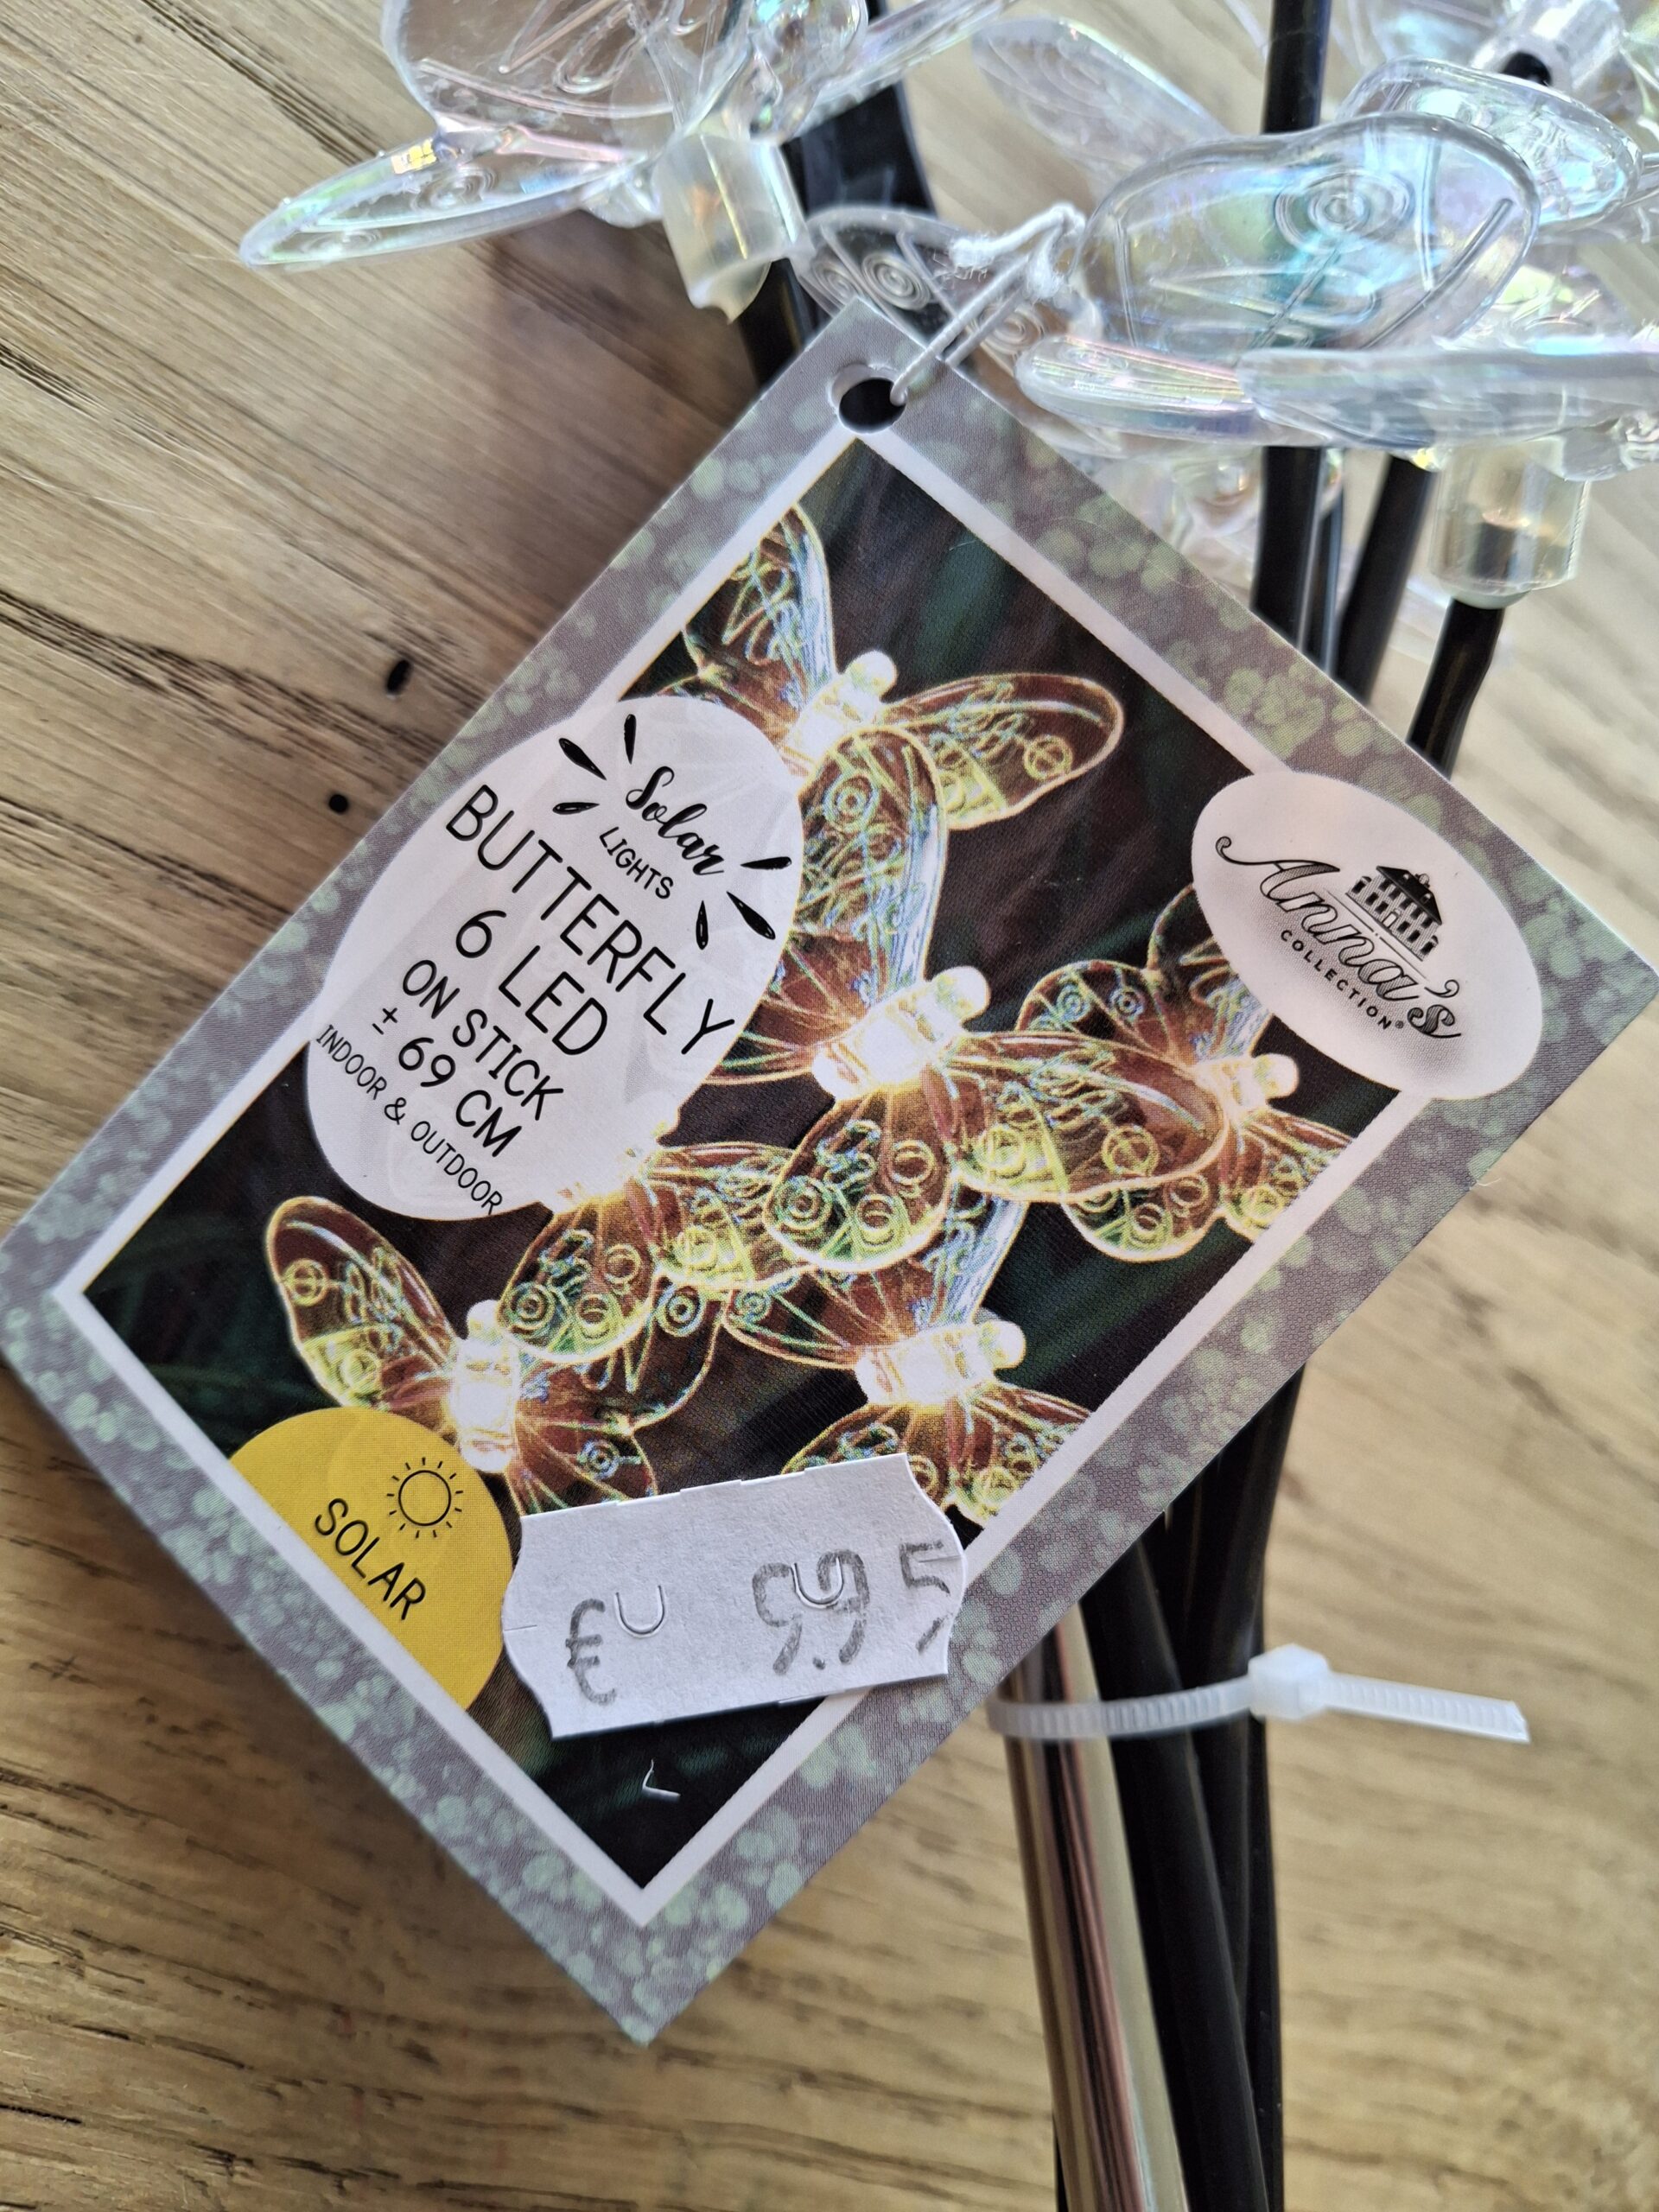 Solar
LIGHTS
BUTTERFLY
6 LED
ON STICK
± 69 CM
INDOOR & OUTDOOR
Anna's
COLLECTION®
SOLAR
€ 9.95